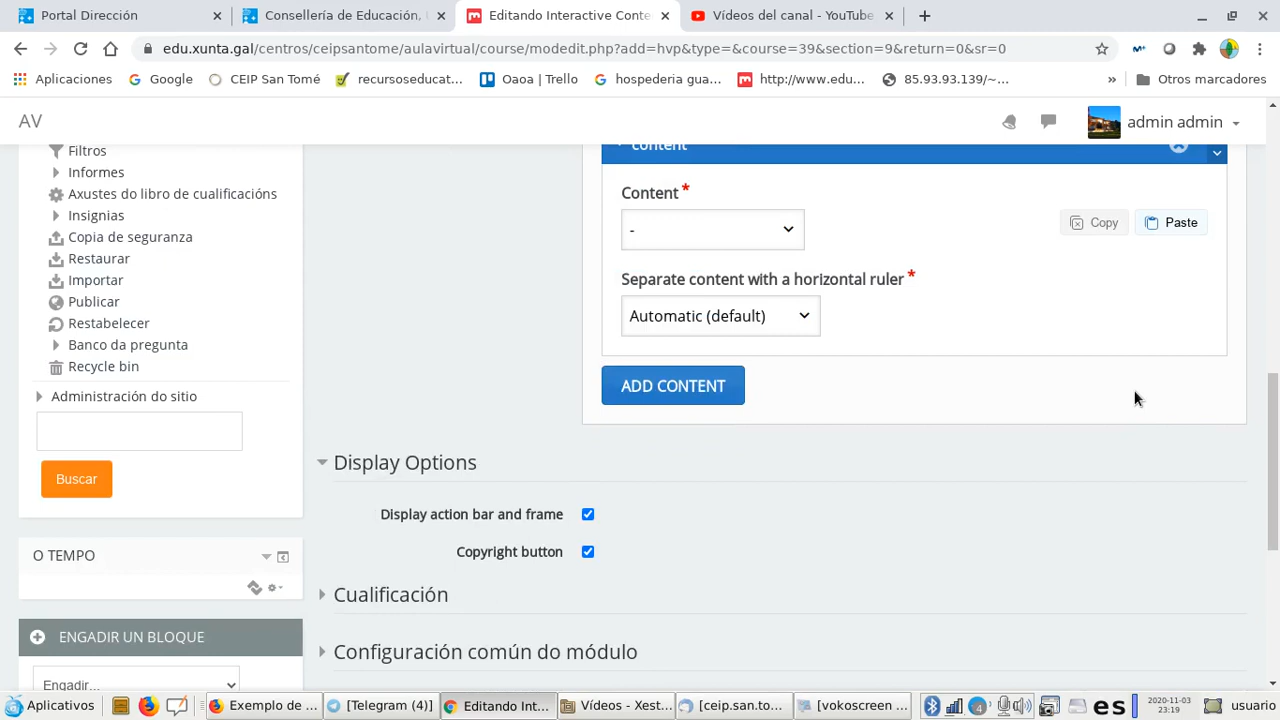 Portal Dirección
Consellería de Educación, U
Editando Interactive Conte
Vídeos del canal - YouTube
edu.xunta.gal/centros/ceipsantome/aulavirtual/course/modedit.php?add=hvp&type=&course=39&section=9&return=0&sr=0
Aplicaciones
Google
CEIP San Tomé
recursoseducat...
Oaoa | Trello
hospederia gua...
http://www.edu...
85.93.93.139/~...
»
Otros marcadores
AV
admin admin
Filtros
Informes
Axustes do libro de cualificacións
Insignias
Copia de seguranza
Restaurar
Importar
Publicar
Restabelecer
Banco da pregunta
Recycle bin
Administración do sitio
Buscar
O TEMPO
ENGADIR UN BLOQUE
Engadir...
content
Content *
-
Copy
Paste
Separate content with a horizontal ruler *
Automatic (default)
ADD CONTENT
Display Options
Display action bar and frame
Copyright button
Cualificación
Configuración común do módulo
Aplicativos
Exemplo de ...
[Telegram (4)]
Editando Int...
Vídeos - Xest...
[ceip.san.to...
[vokoscreen ...
4
es
2020-11-03
23:19
usuario